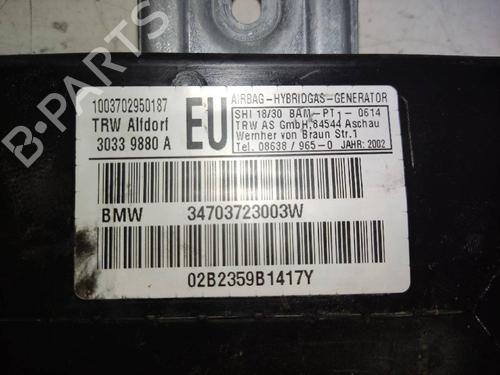 B-PARTS
1003702950187
TRW Alfdorf
3033 9880 A
EU
AIRBAG-HYBRIDGAS-GENERATOR
SHI 18/30 BAM-PT1-0614
TRW AS GmbH,84544 Aschau
Wernher von Braun Str.1
Tel. 08638/965-0 JAHR:2002
BMW 34703723003W
02B2359B1417Y